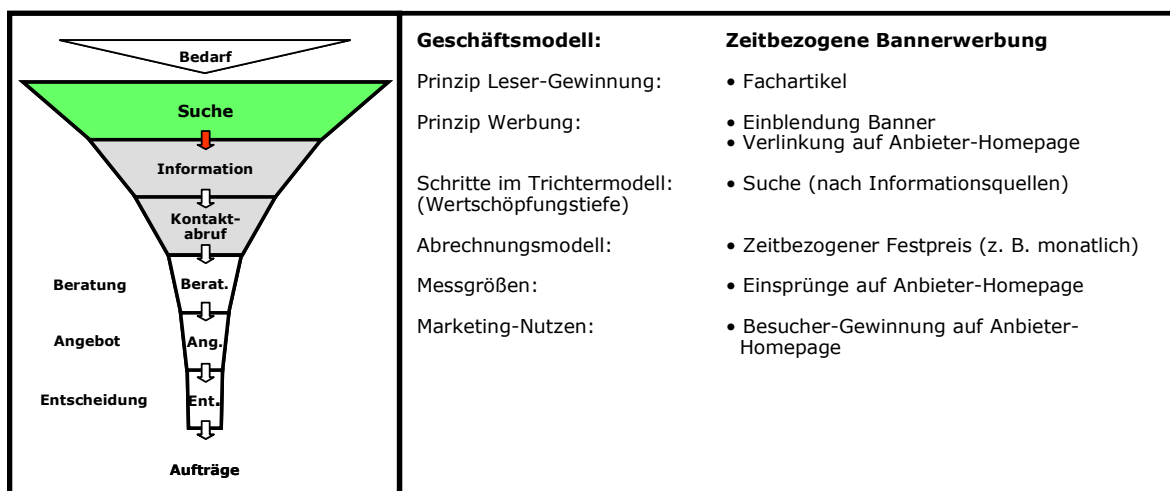 Bedarf
Suche
Information
Kontakt-
abruf
Beratung
Berat.
Angebot
Ang.
Entscheidung
Ent.
Aufträge
Geschäftsmodell:
Zeitbezogene Bannerwerbung
Prinzip Leser-Gewinnung:
• Fachartikel
Prinzip Werbung:
• Einblendung Banner
• Verlinkung auf Anbieter-Homepage
Schritte im Trichtermodell:
(Wertschöpfungstiefe)
• Suche (nach Informationsquellen)
Abrechnungsmodell:
• Zeitbezogener Festpreis (z. B. monatlich)
Messgrößen:
• Einsprünge auf Anbieter-Homepage
Marketing-Nutzen:
• Besucher-Gewinnung auf Anbieter-
Homepage